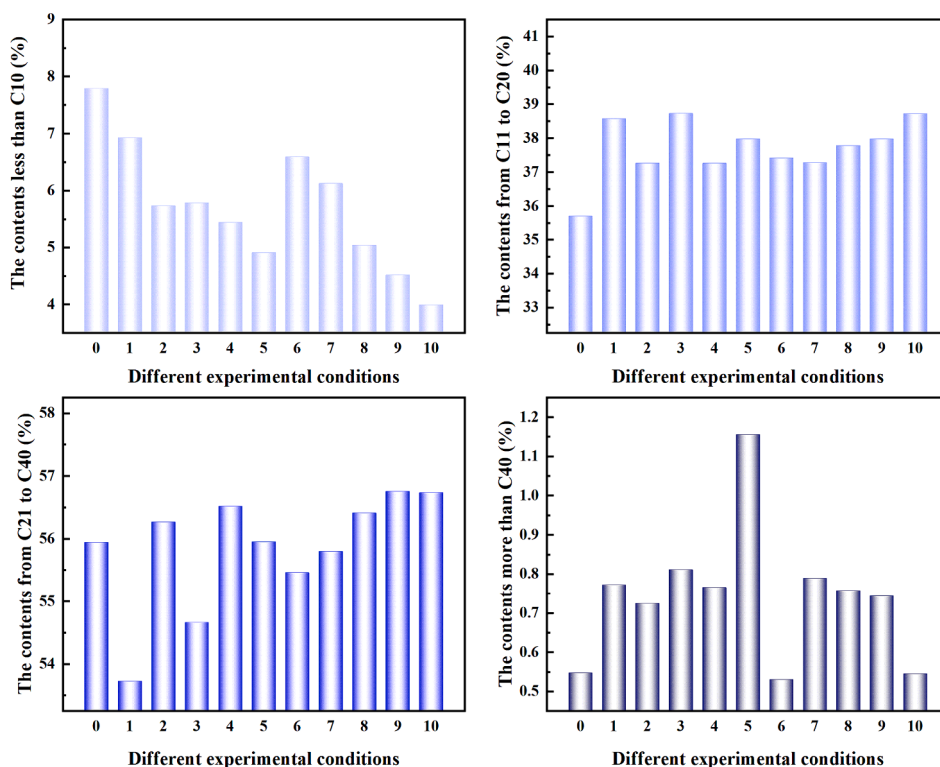 The contents less than C10 (%)
9
8
7
6
5
4
0 1 2 3 4 5 6 7 8 9 10
Different experimental conditions
The contents from C11 to C20 (%)
41
40
39
38
37
36
35
34
33
0 1 2 3 4 5 6 7 8 9 10
Different experimental conditions
The contents from C21 to C40 (%)
58
57
56
55
54
0 1 2 3 4 5 6 7 8 9 10
Different experimental conditions
The contents more than C40 (%)
1.2
1.1
1.0
0.9
0.8
0.7
0.6
0.5
0 1 2 3 4 5 6 7 8 9 10
Different experimental conditions